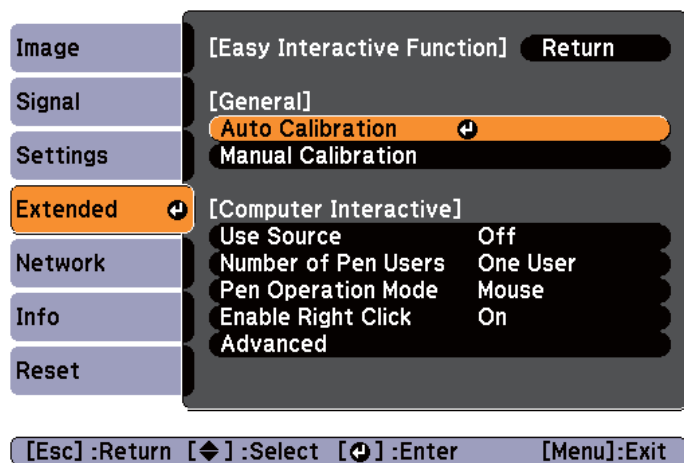 Image
Signal
Settings
Extended
Network
Info
Reset
[Easy Interactive Function] Return
[General]
Auto Calibration
Manual Calibration
[Computer Interactive]
Use Source Off
Number of Pen Users One User
Pen Operation Mode Mouse
Enable Right Click On
Advanced
[Esc] :Return [◆] :Select [⏎] :Enter [Menu]:Exit